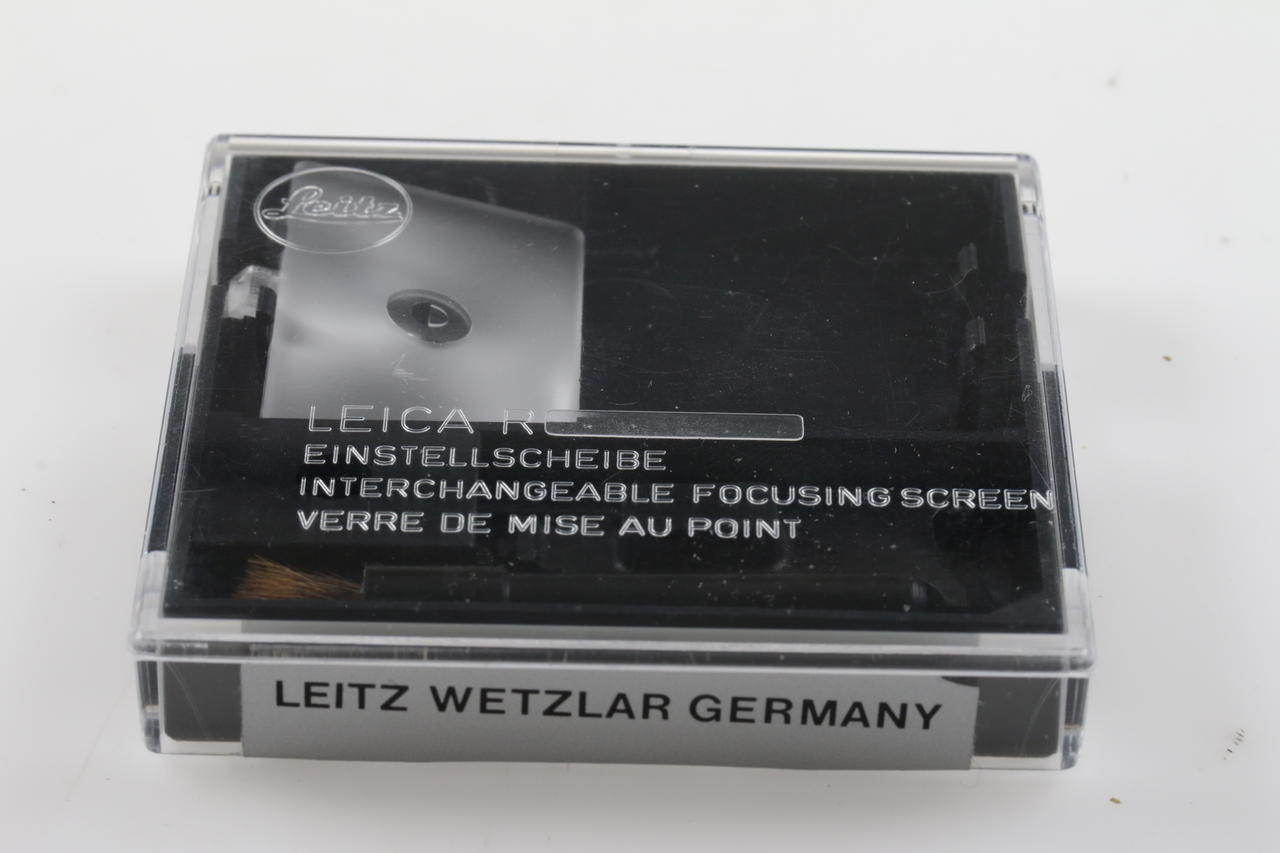 Leitz
LEICA R
EINSTELLSCHEIBE
INTERCHANGEABLE FOCUSING SCREEN
VERRE DE MISE AU POINT
LEITZ WETZLAR GERMANY